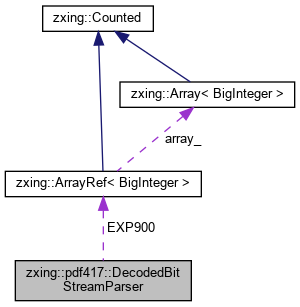 zxing::Counted
zxing::Array< BigInteger >
array_
zxing::ArrayRef< BigInteger >
EXP900
zxing::pdf417::DecodedBit
StreamParser